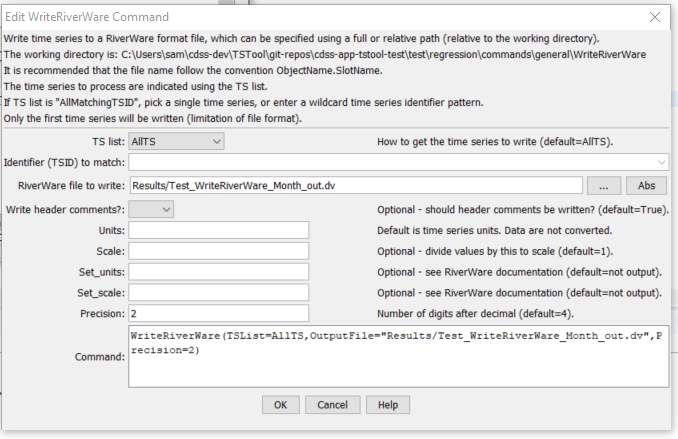 Edit WriteRiverWare Command
Write time series to a RiverWare format file, which can be specified using a full or relative path (relative to the working directory).
The working directory is: C:\Users\sam\cdss-dev\TSTool\git-repos\cdss-app-tstool-test\test\regression\commands\general\WriteRiverWare
It is recommended that the file name follow the convention ObjectName.SlotName.
The time series to process are indicated using the TS list.
If TS list is "AllMatchingTSID", pick a single time series, or enter a wildcard time series identifier pattern.
Only the first time series will be written (limitation of file format).
TS list: AllTS How to get the time series to write (default=AllTS).
Identifier (TSID) to match:
RiverWare file to write: Results/Test_WriteRiverWare_Month_out.dv ... Abs
Write header comments?: Optional - should header comments be written? (default=True).
Units: Default is time series units. Data are not converted.
Scale: Optional - divide values by this to scale (default=1).
Set_units: Optional - see RiverWare documentation (default=not output).
Set_scale: Optional - see RiverWare documentation (default=not output).
Precision: 2 Number of digits after decimal (default=4).
Command: WriteRiverWare(TSList=AllTS,OutputFile="Results/Test_WriteRiverWare_Month_out.dv",P
recision=2)
OK Cancel Help